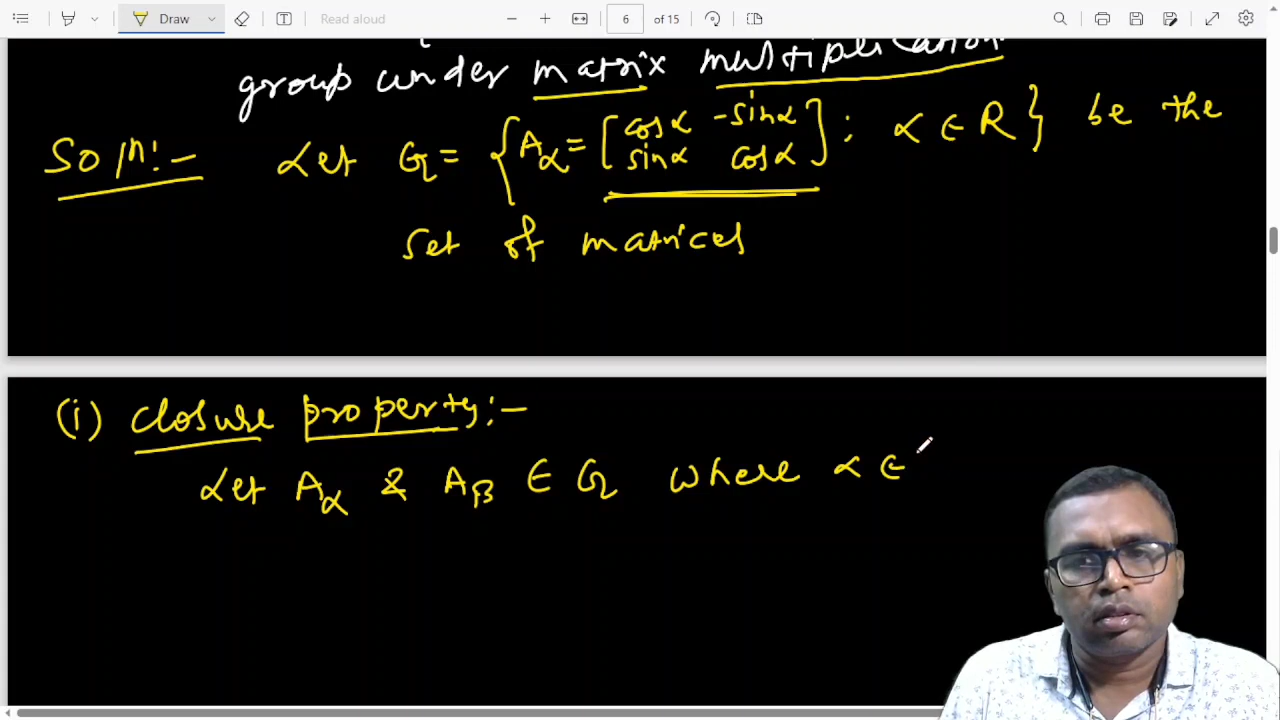 Draw Read aloud 6 of 15
group under matrix multiplication.
Soln:- Let G = { Aα = [ cosα -sinα
sinα cosα ] : α ∈ R } be the
set of matrices
(i) closure property:-
Let Aα & Aβ ∈ G where α ∈